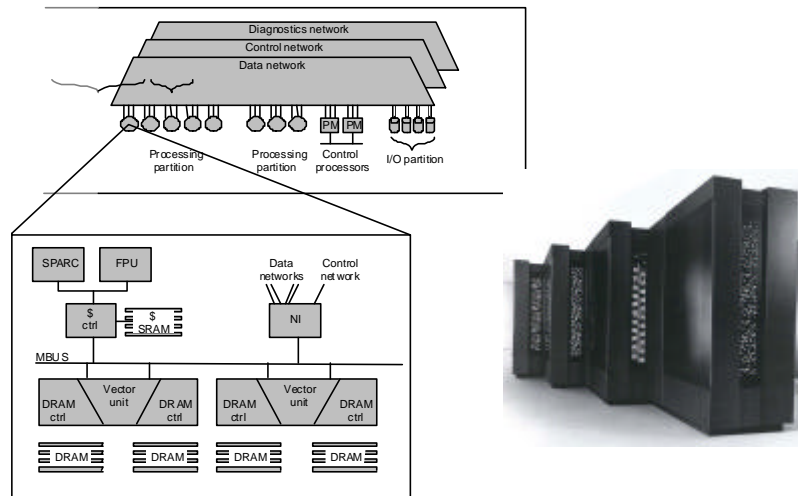 Diagnostics network
Control network
Data network
PM PM
Processing
partition
Processing
partition
Control
processors
I/O partition
SPARC
FPU
Data
networks
Control
network
$
ctrl
$
SRAM
NI
MBUS
DRAM
ctrl
Vector
unit
DRAM
ctrl
DRAM
ctrl
Vector
unit
DRAM
ctrl
DRAM
DRAM
DRAM
DRAM